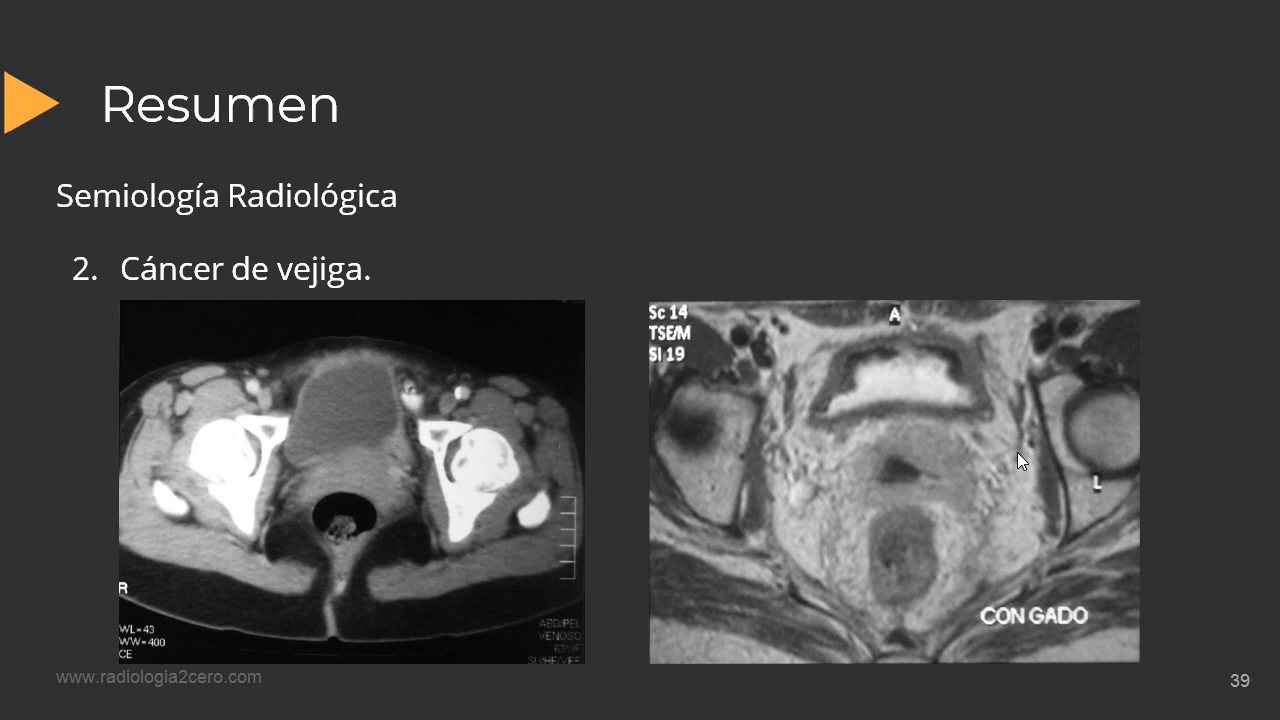 Resumen
Semiología Radiológica
2. Cáncer de vejiga.
Sc 14
TSE/M
Sl 19
A
L
CON GADO
R
WL=43
WW=400
CE
ABD/PEL
VENOSO
www.radiologia2cero.com
39